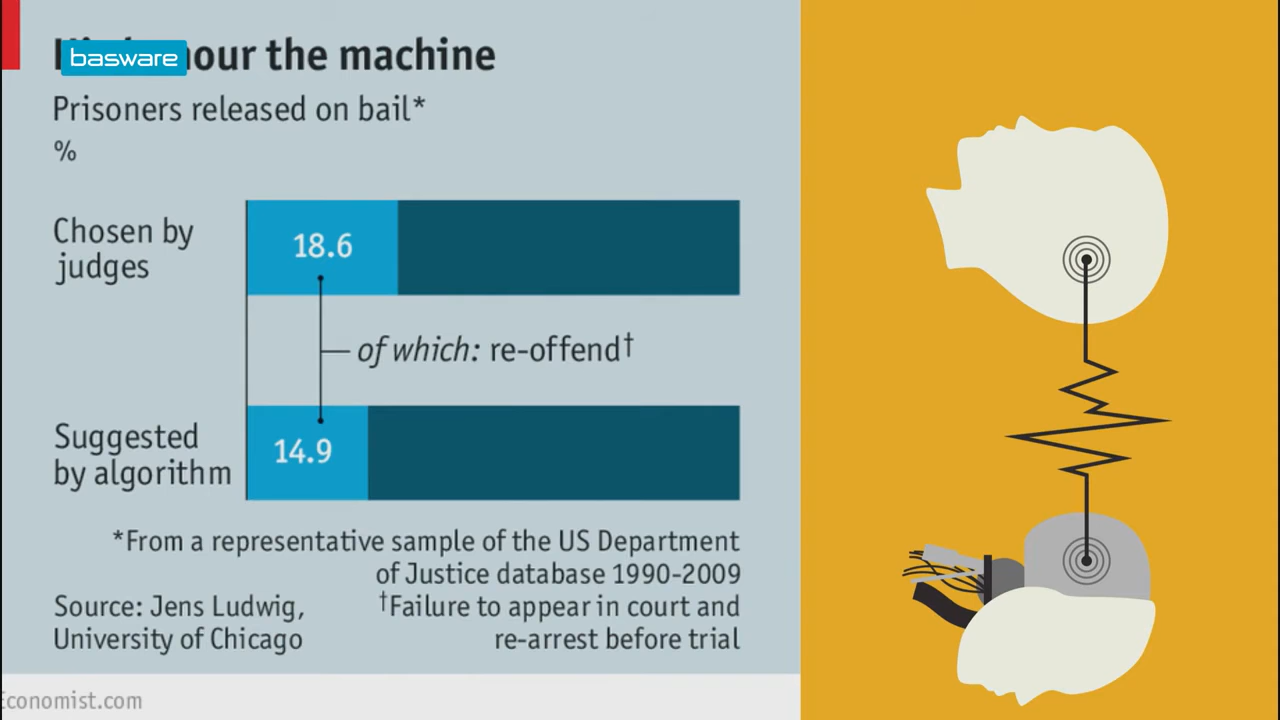 basware
our the machine
Prisoners released on bail*
%
Chosen by
judges
18.6
of which: re-offend†
Suggested
by algorithm
14.9
*From a representative sample of the US Department
of Justice database 1990-2009
Source: Jens Ludwig,
University of Chicago
†Failure to appear in court and
re-arrest before trial
Economist.com